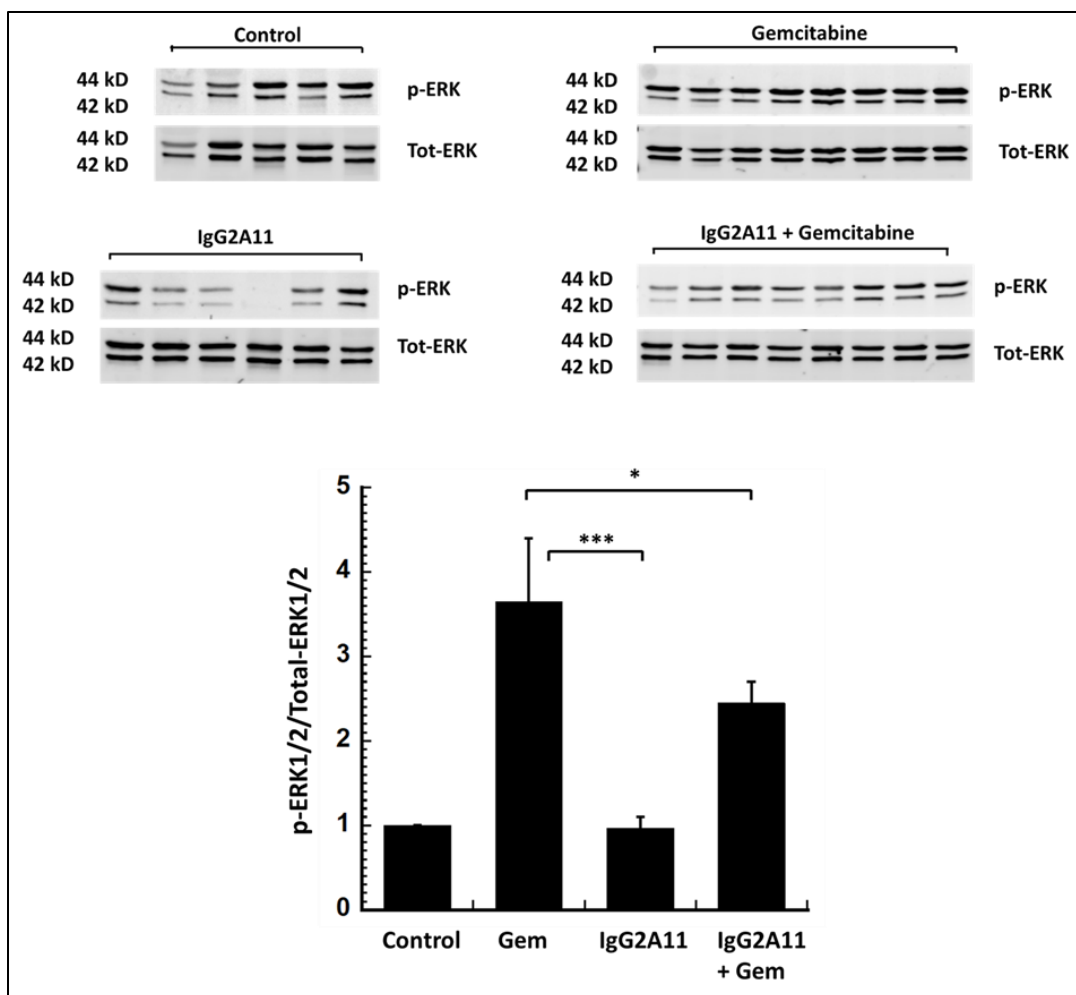 Control
44 kD
42 kD
p-ERK
44 kD
42 kD
Tot-ERK
Gemcitabine
44 kD
42 kD
p-ERK
44 kD
42 kD
Tot-ERK
IgG2A11
44 kD
42 kD
p-ERK
44 kD
42 kD
Tot-ERK
IgG2A11 + Gemcitabine
44 kD
42 kD
p-ERK
44 kD
42 kD
Tot-ERK
p-ERK1/2/Total-ERK1/2
5
4
3
2
1
0
*
***
Control
Gem
IgG2A11
IgG2A11
+ Gem